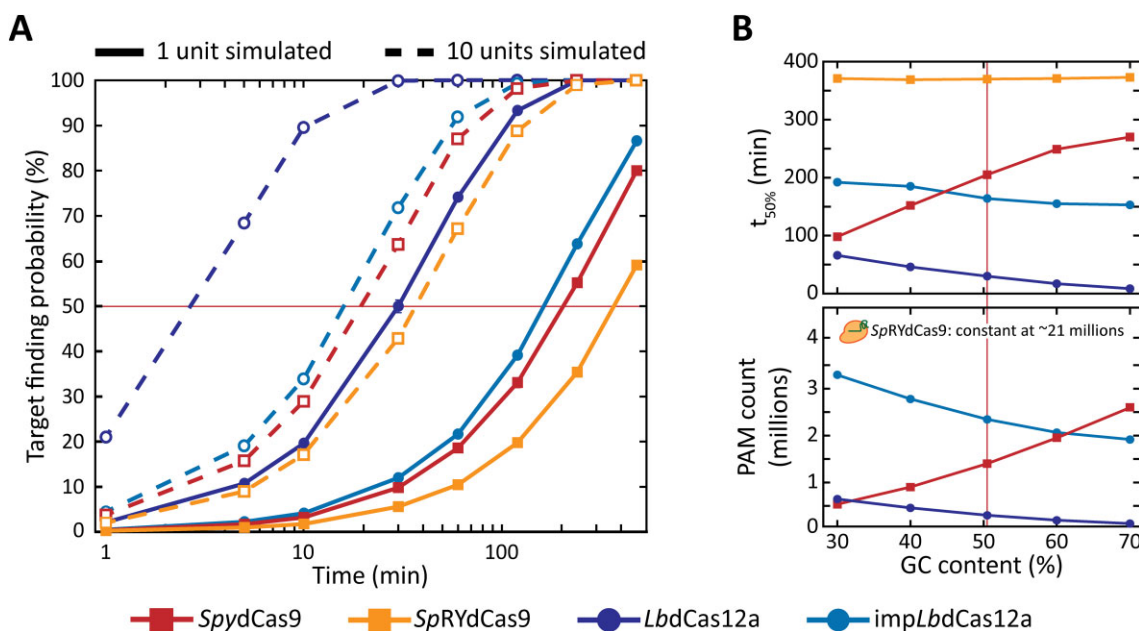 A
1 unit simulated
10 units simulated
Target finding probability (%)
100
90
80
70
60
50
40
30
20
10
0
1
10
100
Time (min)
B
t50% (min)
400
300
200
100
0
SpRYdCas9: constant at ~21 millions
PAM count
(millions)
4
3
2
1
0
30
40
50
60
70
GC content (%)
SpydCas9
SpRYdCas9
LbdCas12a
impLbdCas12a